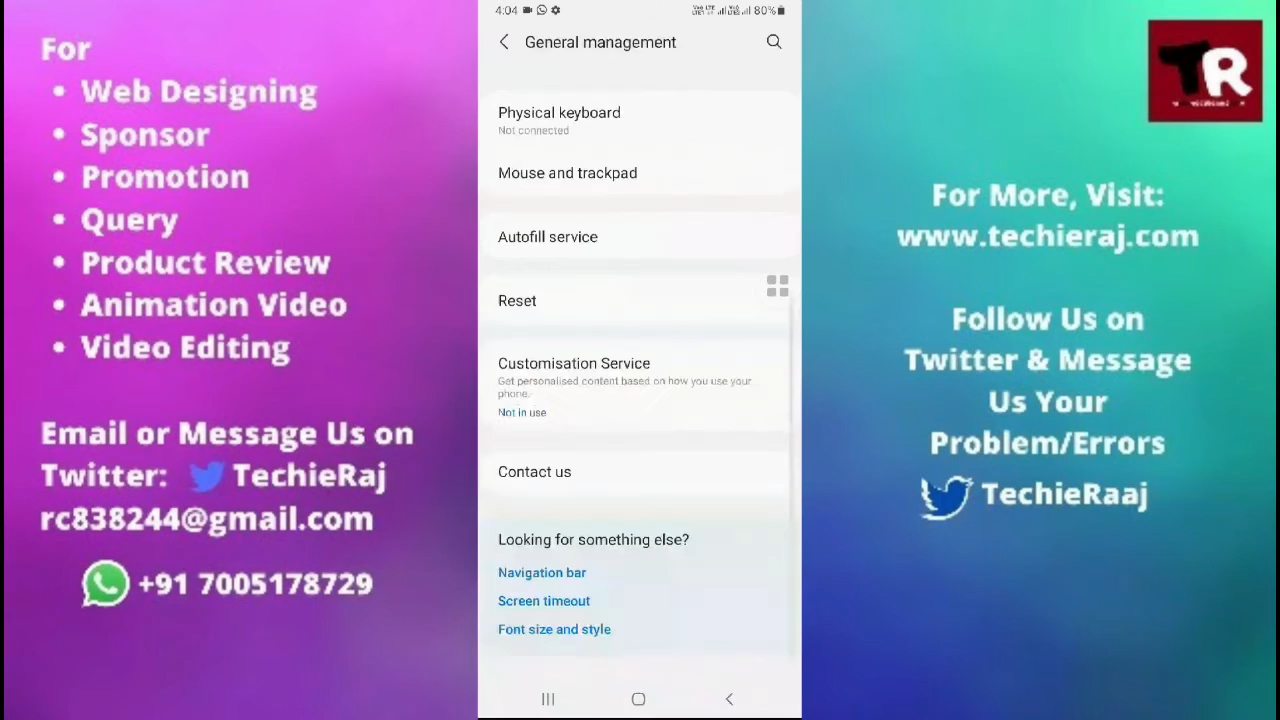 For
• Web Designing
• Sponsor
• Promotion
• Query
• Product Review
• Animation Video
• Video Editing
Email or Message Us on
Twitter: TechieRaj
rc838244@gmail.com
+91 7005178729
4:04
80%
General management
Physical keyboard
Not connected
Mouse and trackpad
Autofill service
Reset
Customisation Service
Get personalised content based on how you use your
phone.
Not in use
Contact us
Looking for something else?
Navigation bar
Screen timeout
Font size and style
TR
For More, Visit:
www.techieraj.com
Follow Us on
Twitter & Message
Us Your
Problem/Errors
TechieRaaj